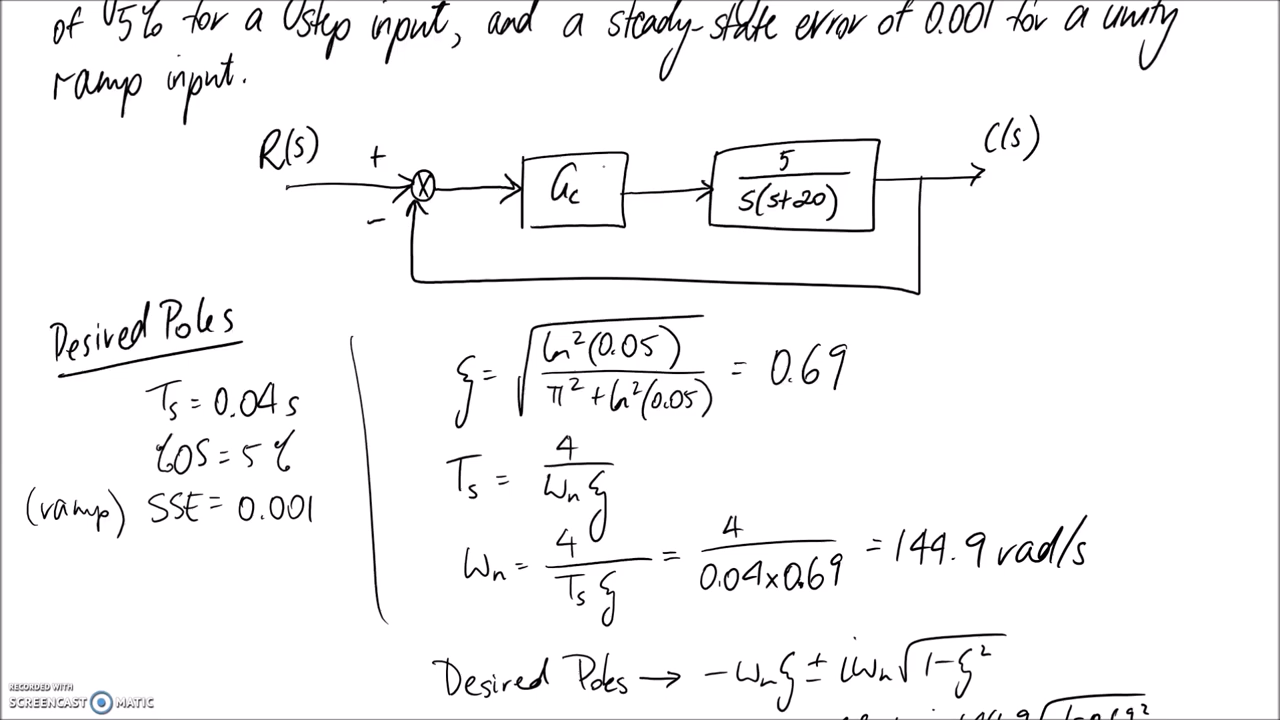 of 5% for a step input, and a steady-state error of 0.001 for a unity
ramp input.
R(s) + - Gc 5/(s(s+20)) C(s)
Desired Poles
Ts = 0.04 s
%OS = 5%
(ramp) SSE = 0.001
ξ = √(ln²(0.05)/(π² + ln²(0.05))) = 0.69
Ts = 4/(ωn ξ)
ωn = 4/(Ts ξ) = 4/(0.04×0.69) = 144.9 rad/s
Desired Poles → -ωnξ ± iωn√(1-ξ²)
RECORDED WITH
SCREENCAST MATIC